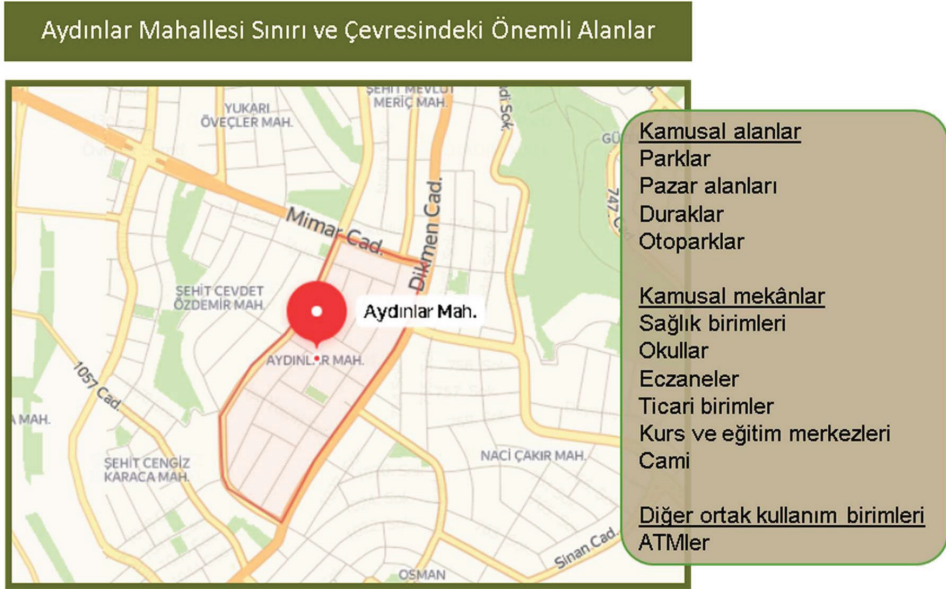 Aydınlar Mahallesi Sınırı ve Çevresindeki Önemli Alanlar
YUKARI
ÖVEÇLER MAH.
ŞEHİT MEVLÜT
MERİÇ MAH.
Mimar Cad.
Dikmen Cad.
747
ŞEHİT CEVDET
ÖZDEMİR MAH.
Aydınlar Mah.
AYDINLAR MAH.
1057 Cad.
A MAH.
ŞEHİT CENGİZ
KARACA MAH.
NACİ ÇAKIR MAH.
Sinan Cad.
OSMAN
Kamusal alanlar
Parklar
Pazar alanları
Duraklar
Otoparklar
Kamusal mekânlar
Sağlık birimleri
Okullar
Eczaneler
Ticari birimler
Kurs ve eğitim merkezleri
Cami
Diğer ortak kullanım birimleri
ATMler